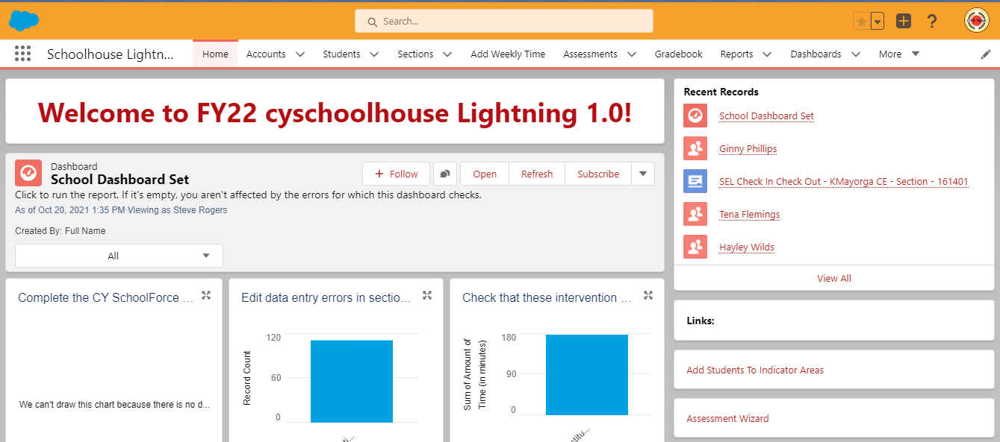 Search...
Schoolhouse Lightn...
Home
Accounts
Students
Sections
Add Weekly Time
Assessments
Gradebook
Reports
Dashboards
More
Welcome to FY22 cyschoolhouse Lightning 1.0!
Dashboard
School Dashboard Set
Follow
Open
Refresh
Subscribe
Click to run the report. If it's empty, you aren't affected by the errors for which this dashboard checks.
As of Oct 20, 2021 1:35 PM·Viewing as Steve Rogers
Created By: Full Name
All
Complete the CY SchoolForce ...
We can't draw this chart because there is no d...
Edit data entry errors in sectio...
Record Count
120
60
0
ti...
Check that these intervention ...
Sum of Amount of
Time (in minutes)
180
90
0
stitu...
Recent Records
School Dashboard Set
Ginny Phillips
SEL Check In Check Out - KMayorga CE - Section - 161401
Tena Flemings
Hayley Wilds
View All
Links:
Add Students To Indicator Areas
Assessment Wizard